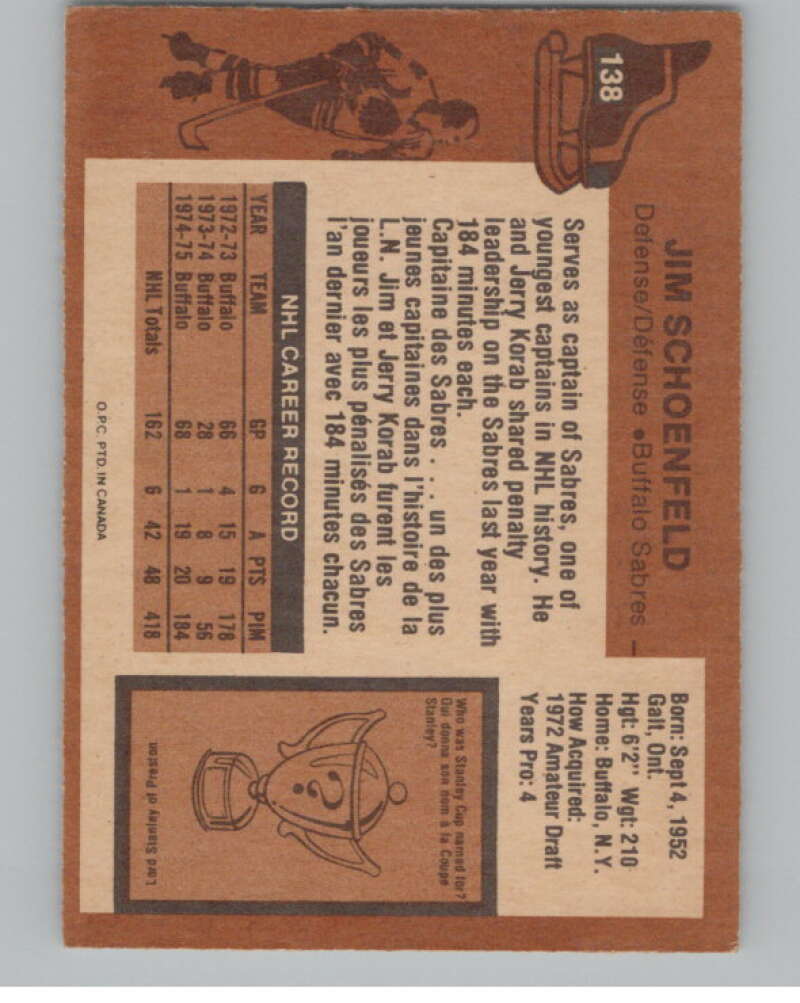 138
JIM SCHOENFELD
Defense/Défense • Buffalo Sabres —
Born: Sept 4, 1952
Galt, Ont.
Hgt: 6'2" Wgt: 210
Home: Buffalo, N.Y.
How Acquired:
1972 Amateur Draft
Years Pro: 4
Serves as captain of Sabres, one of
youngest captains in NHL history. He
and Jerry Korab shared penalty
leadership on the Sabres last year with
184 minutes each.
Capitaine des Sabres . . . un des plus
jeunes capitaines dans l'histoire de la
L.N. Jim et Jerry Korab furent les
joueurs les plus pénalisés des Sabres
l'an dernier avec 184 minutes chacun.
NHL CAREER RECORD
YEAR TEAM GP G A PTS PIM
1972-73 Buffalo 66 4 15 19 178
1973-74 Buffalo 28 1 8 9 56
1974-75 Buffalo 68 1 19 20 184
NHL Totals 162 6 42 48 418
Who was Stanley Cup named for?
Qui donna son nom à la Coupe
Stanley?
?
Lord Stanley of Preston
O.P.C. PTD. IN CANADA